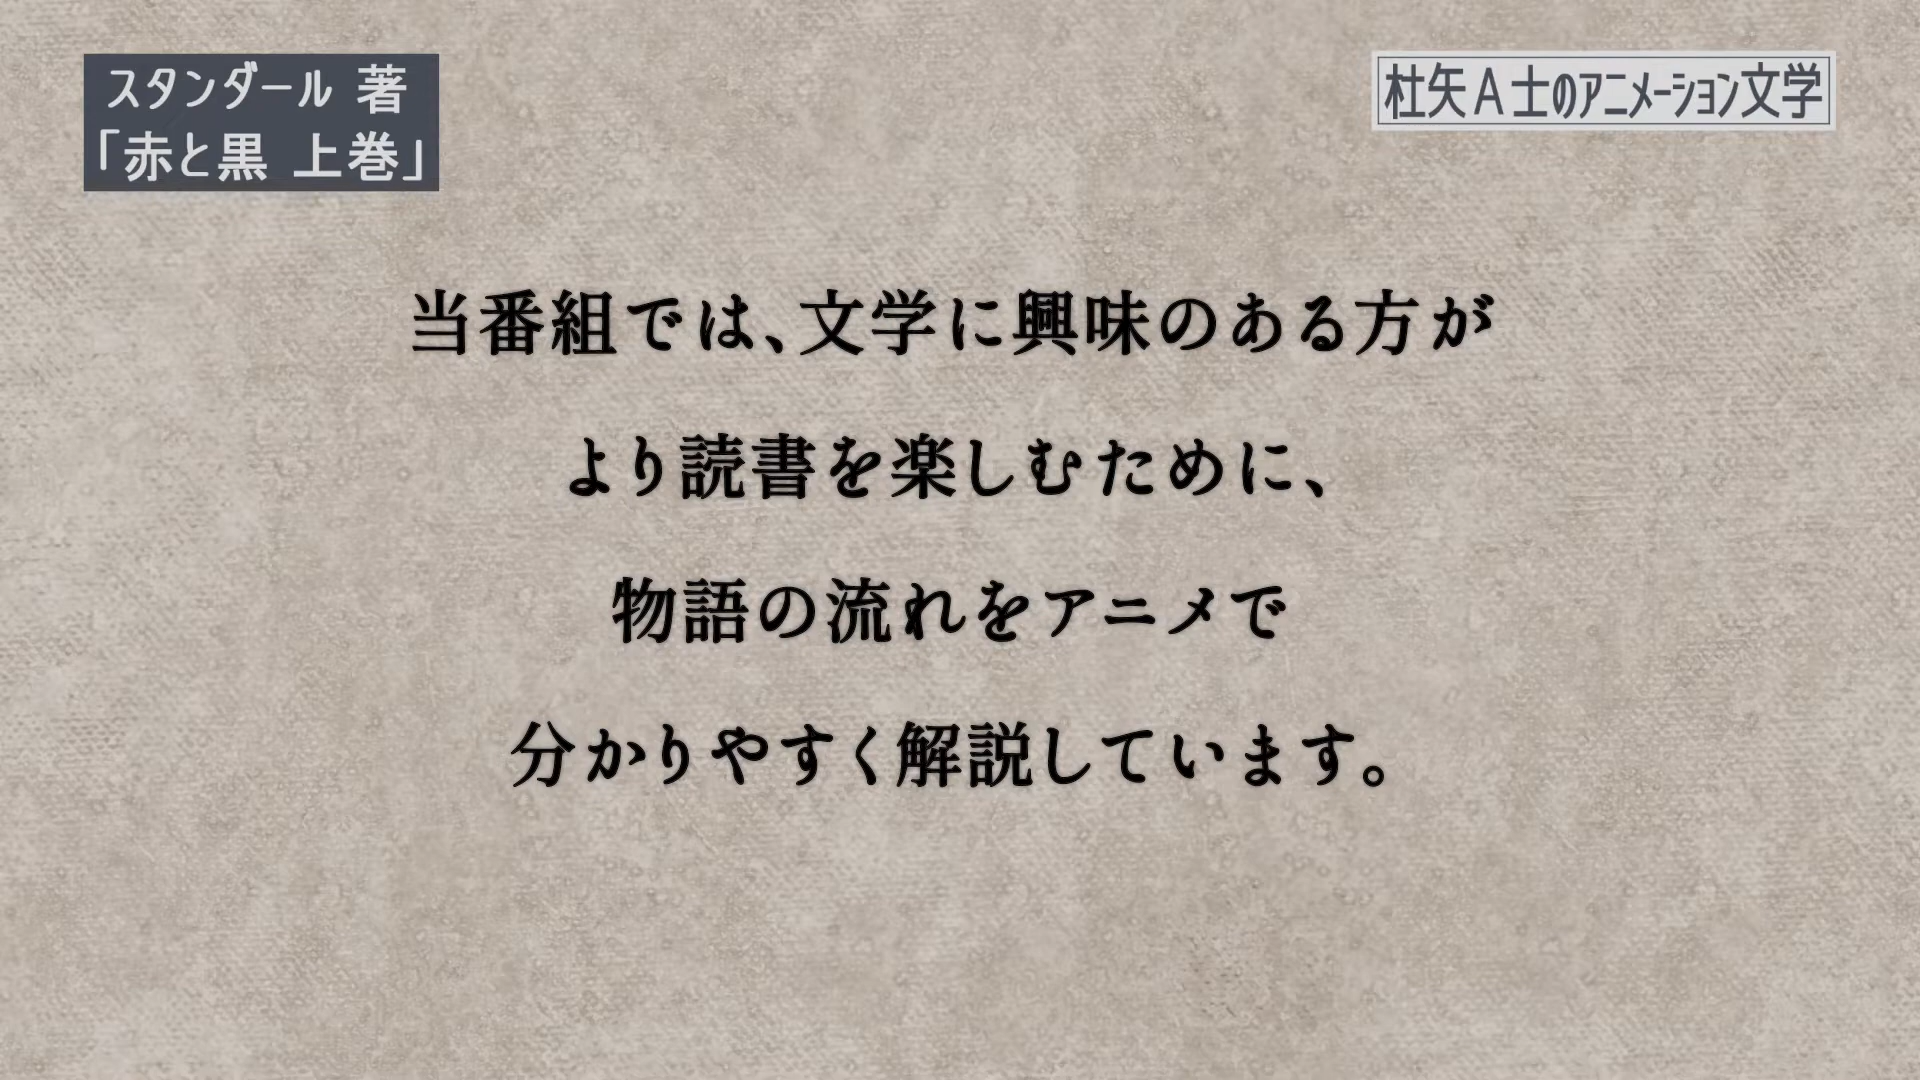 スタンダール 著
「赤と黒 上巻」
杜矢Ａ士のアニメーション文学
当番組では、文学に興味のある方が
より読書を楽しむために、
物語の流れをアニメで
分かりやすく解説しています。